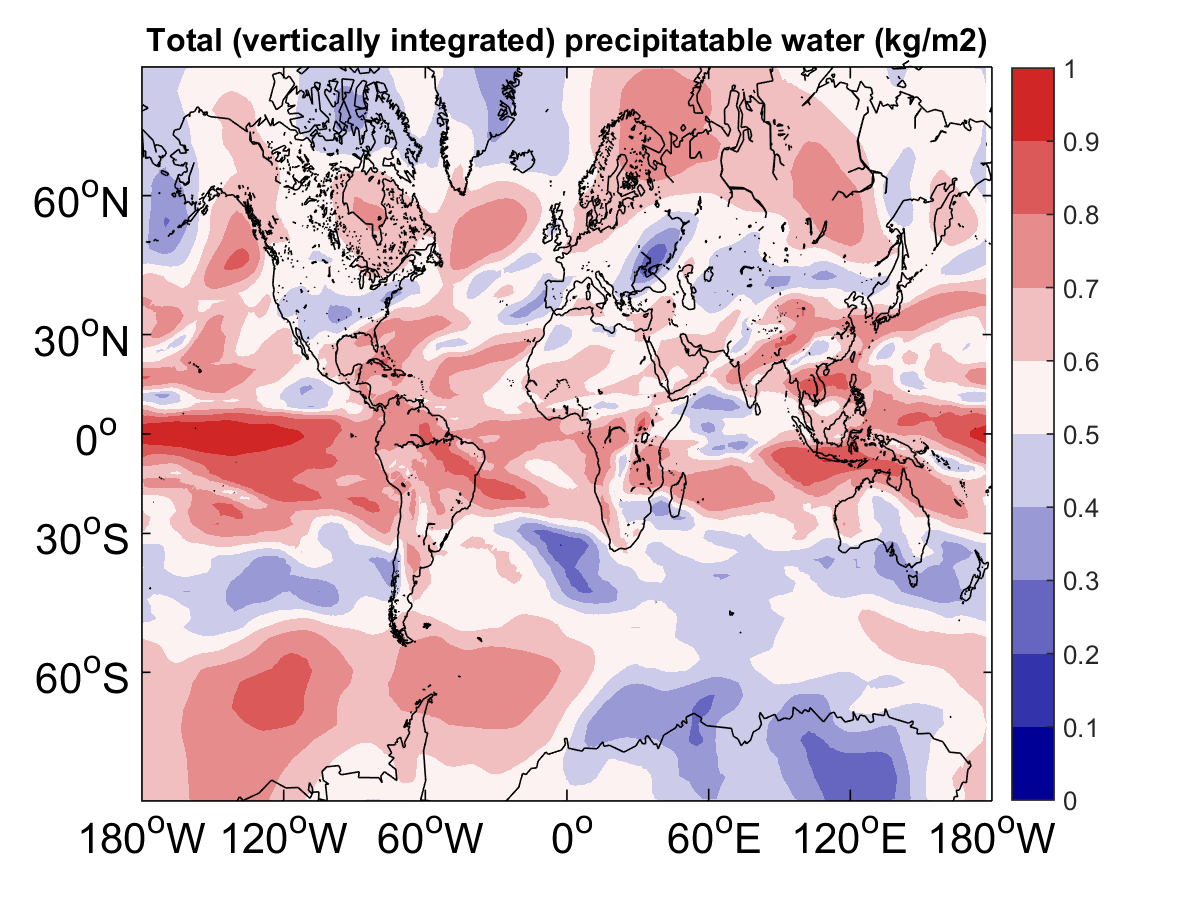 Total (vertically integrated) precipitatable water (kg/m2)
1
0.9
0.8
0.7
0.6
0.5
0.4
0.3
0.2
0.1
0
60°N
30°N
0°
30°S
60°S
180°W 120°W 60°W 0° 60°E 120°E 180°W